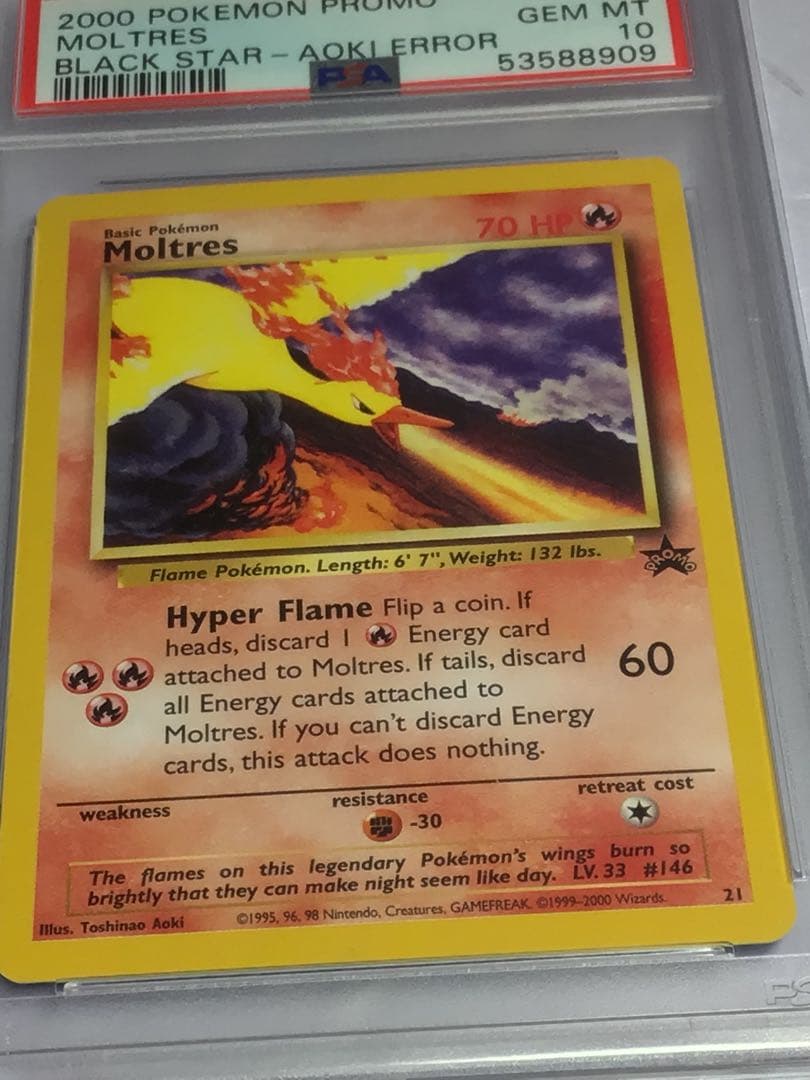 2000 POKEMON PROMO
GEM MT
MOLTRES
10
BLACK STAR - AOKI ERROR
53588909
PSA
Basic Pokémon
Moltres
70 HP
Flame Pokémon. Length: 6' 7", Weight: 132 lbs.
PROMO
Hyper Flame Flip a coin. If
heads, discard 1 Energy card
attached to Moltres. If tails, discard
all Energy cards attached to
Moltres. If you can't discard Energy
cards, this attack does nothing.
60
weakness
resistance
retreat cost
-30
The flames on this legendary Pokémon's wings burn so
brightly that they can make night seem like day. LV. 33 #146
Illus. Toshinao Aoki
©1995, 96, 98 Nintendo, Creatures, GAMEFREAK. ©1999-2000 Wizards.
21